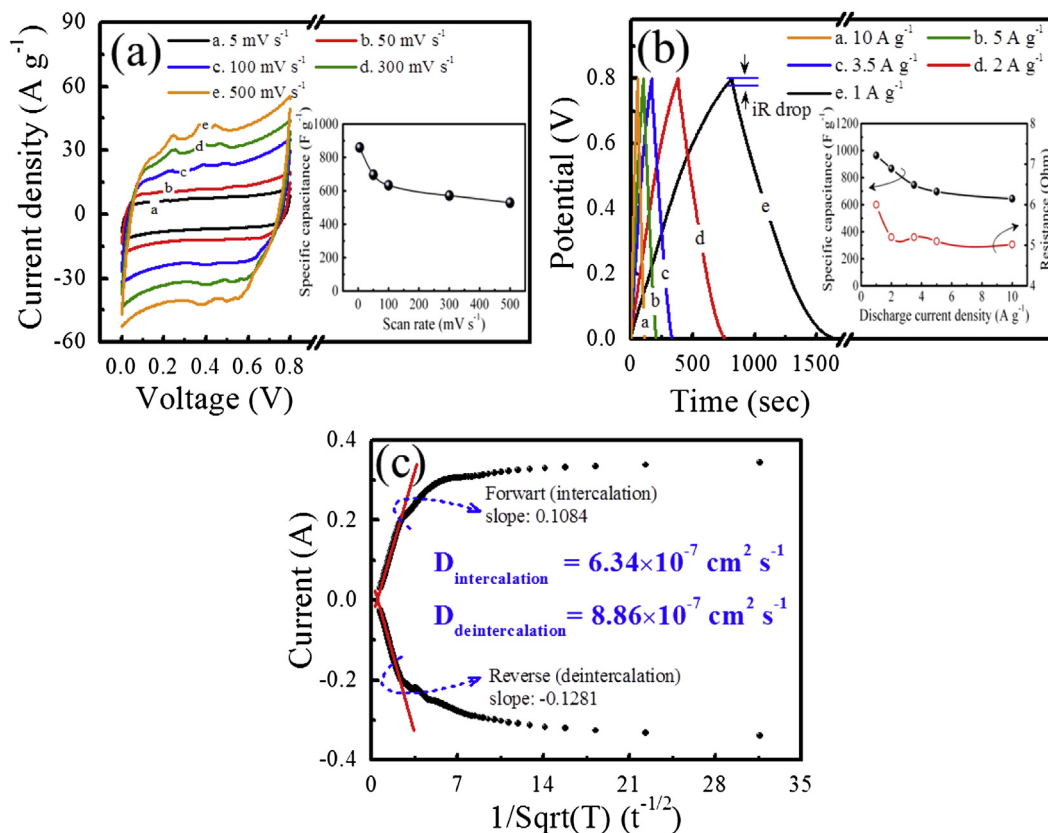 (a)
a. 5 mV s⁻¹
b. 50 mV s⁻¹
c. 100 mV s⁻¹
d. 300 mV s⁻¹
e. 500 mV s⁻¹
90
60
30
0
-30
-60
Current density (A g⁻¹)
e
d
c
b
a
0.0 0.2 0.4 0.6 0.8
Voltage (V)
1000
800
600
400
200
0
Specific capacitance (F g⁻¹)
0 100 200 300 400 500
Scan rate (mV s⁻¹)
(b)
a. 10 A g⁻¹
b. 5 A g⁻¹
c. 3.5 A g⁻¹
d. 2 A g⁻¹
e. 1 A g⁻¹
1.0
0.8
0.6
0.4
0.2
0.0
Potential (V)
iR drop
a
b
c
d
e
0 500 1000 1500
Time (sec)
1200
1000
800
600
400
200
0
Specific capacitance (F g⁻¹)
8
7
6
5
4
Resistance (Ohm)
0 2 4 6 8 10
Discharge current density (A g⁻¹)
(c)
0.4
0.2
0.0
-0.2
-0.4
Current (A)
Forwart (intercalation)
slope: 0.1084
D intercalation = 6.34×10⁻⁷ cm² s⁻¹
D deintercalation = 8.86×10⁻⁷ cm² s⁻¹
Reverse (deintercalation)
slope: -0.1281
0 7 14 21 28 35
1/Sqrt(T) (t⁻¹/²)